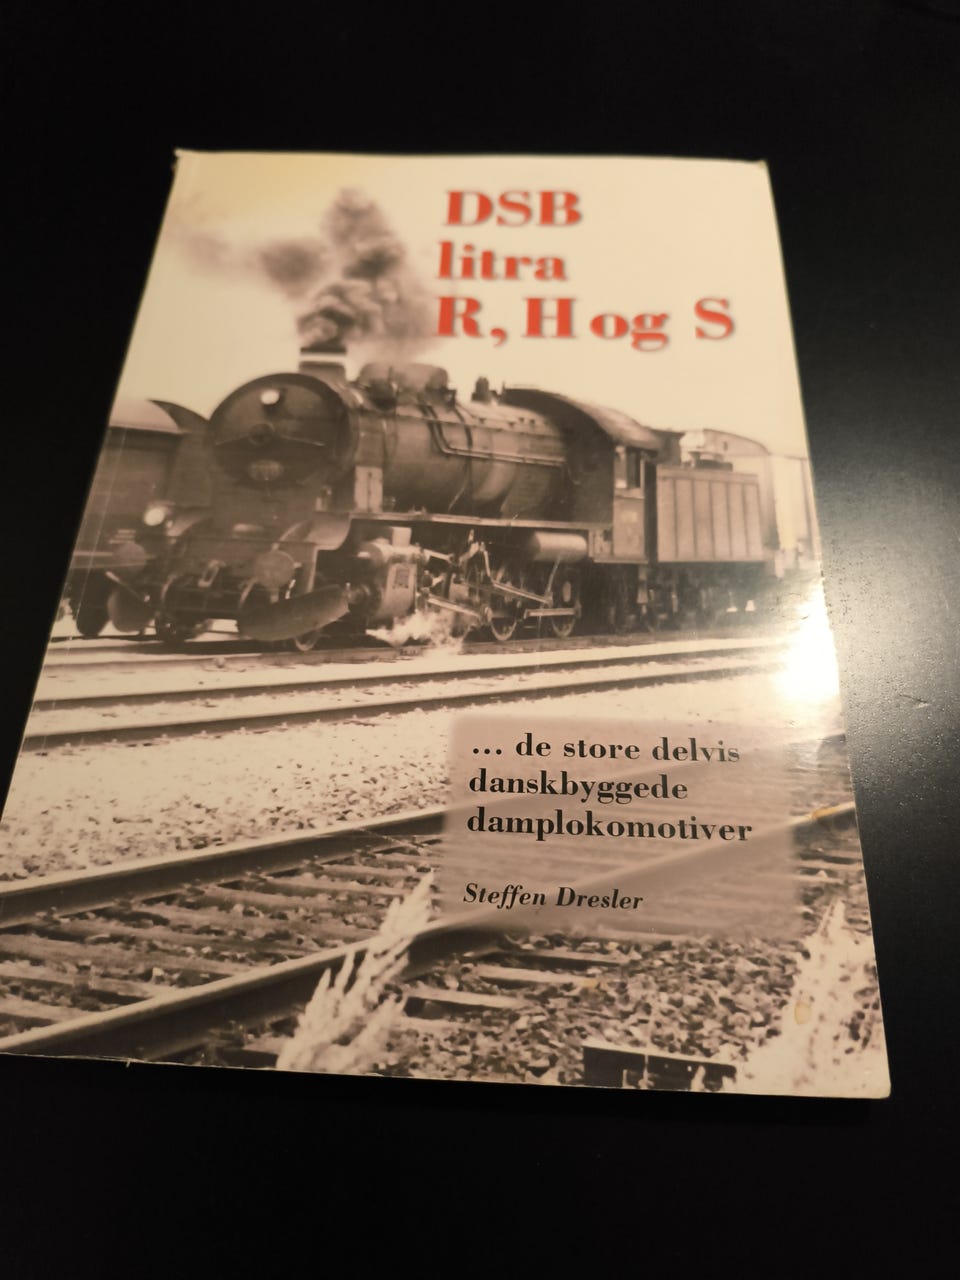 DSB
litra
R, H og S
... de store delvis
danskbyggede
damplokomotiver
Steffen Dresler